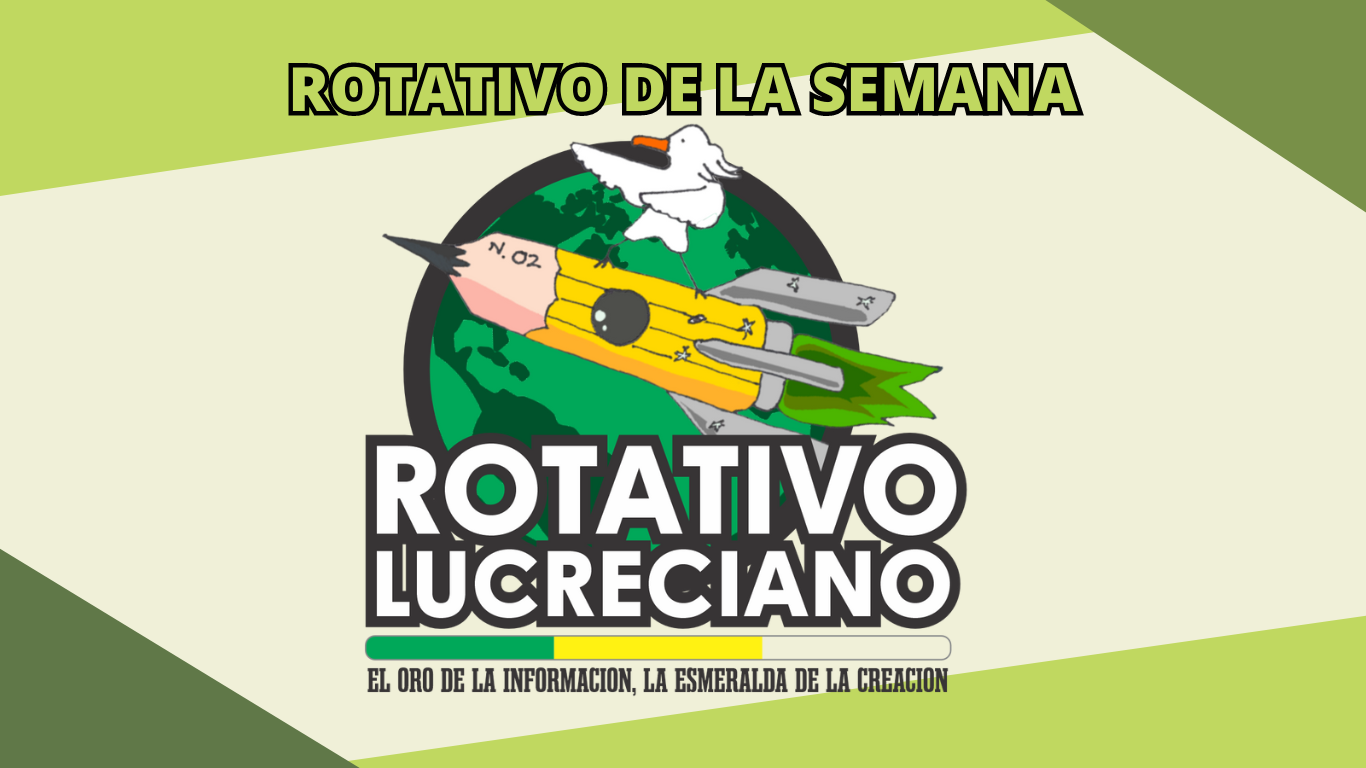 ROTATIVO DE LA SEMANA
N. 02
ROTATIVO
LUCRECIANO
EL ORO DE LA INFORMACION, LA ESMERALDA DE LA CREACION